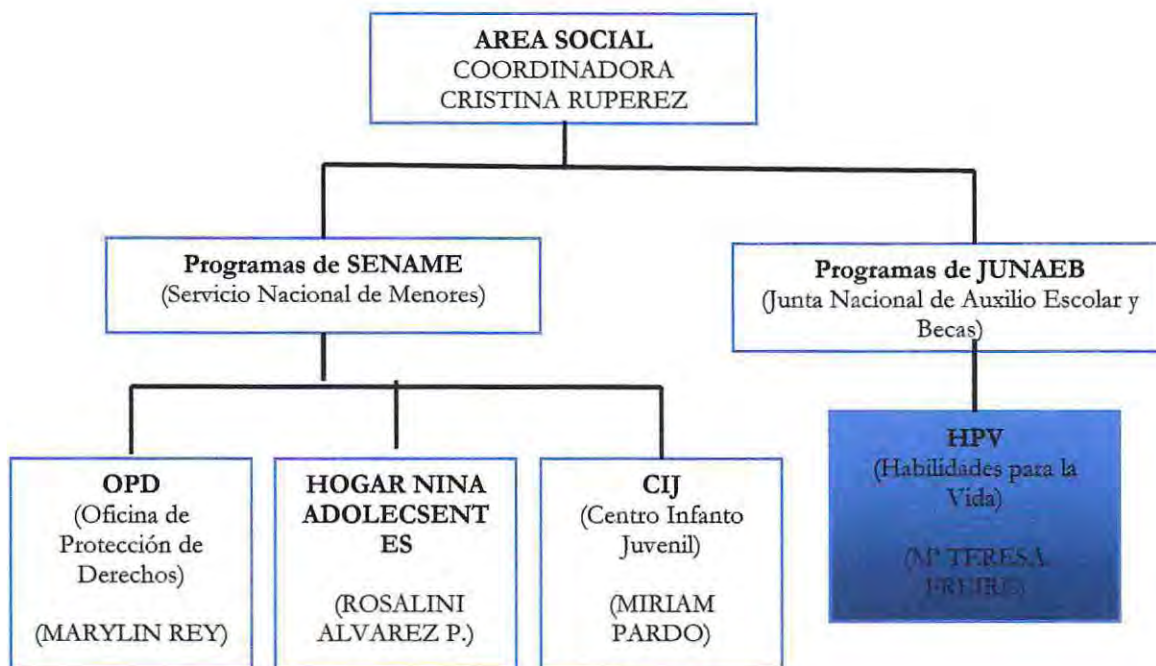 AREA SOCIAL
COORDINADORA
CRISTINA RUPEREZ
Programas de SENAME
(Servicio Nacional de Menores)
Programas de JUNAEB
(Junta Nacional de Auxilio Escolar y
Becas)
OPD
(Oficina de
Protección de
Derechos)
(MARYLIN REY)
HOGAR NINA
ADOLECSENT
ES
(ROSALINI
ALVAREZ P.)
CIJ
(Centro Infanto
Juvenil)
(MIRIAM
PARDO)
HPV
(Habilidades para la
Vida)
(Mª TERESA
FREIRE)